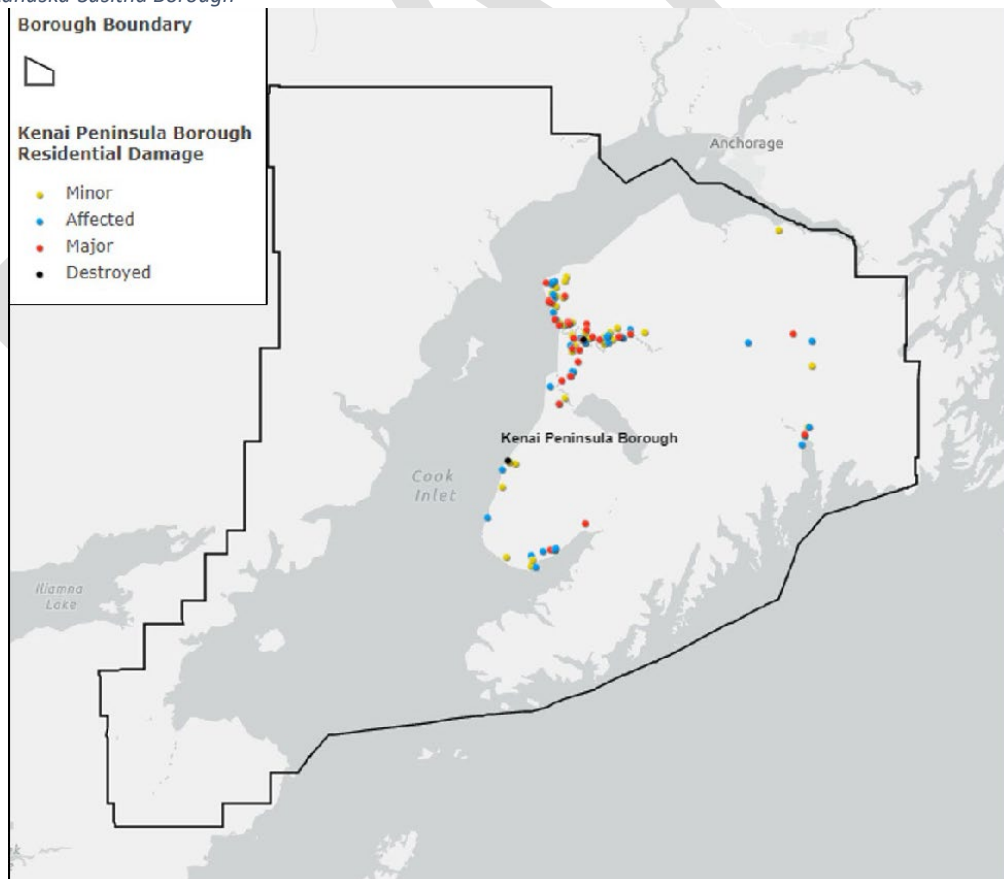 Borough Boundary
Kenai Peninsula Borough
Residential Damage
Minor
Affected
Major
Destroyed
Anchorage
Kenai Peninsula Borough
Cook
Inlet
Iliamna
Lake